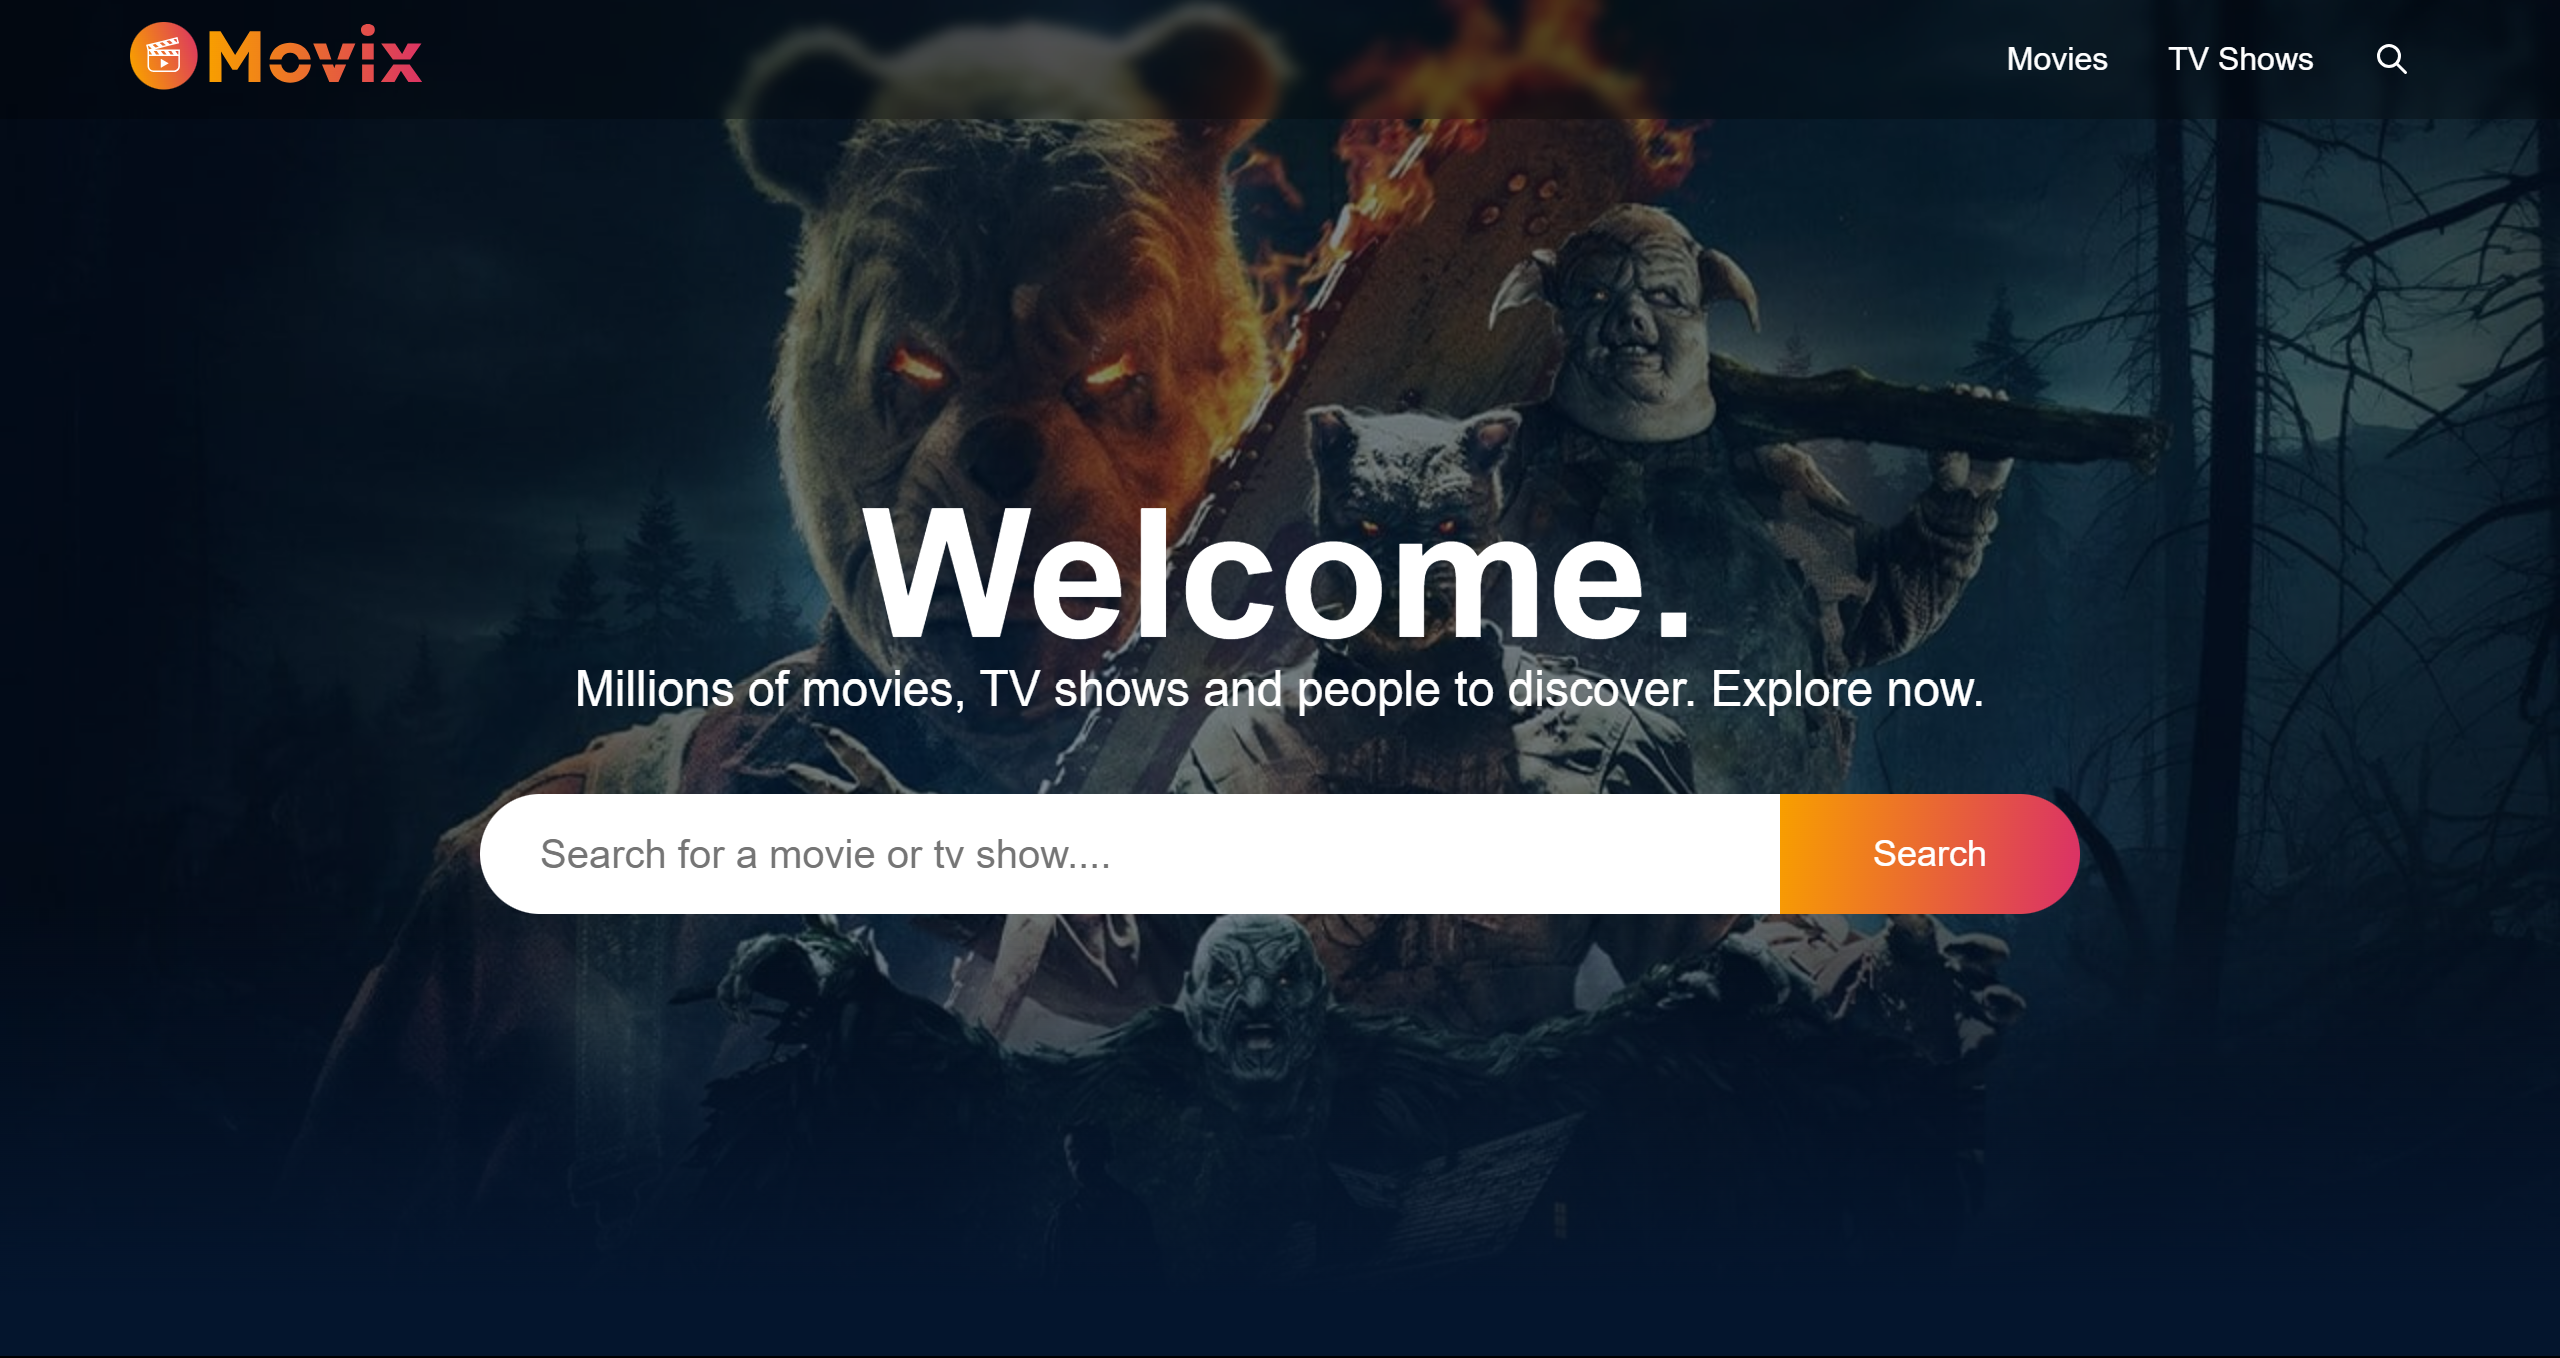 Movix
Movies
TV Shows
Welcome.
Millions of movies, TV shows and people to discover. Explore now.
Search for a movie or tv show....
Search